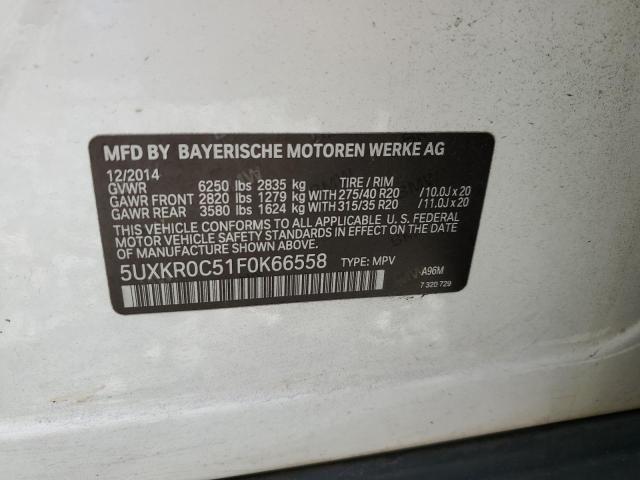 MFD BY BAYERISCHE MOTOREN WERKE AG
12/2014
GVWR 6250 lbs 2835 kg TIRE / RIM
GAWR FRONT 2820 lbs 1279 kg WITH 275/40 R20 /10.0J x 20
GAWR REAR 3580 lbs 1624 kg WITH 315/35 R20 /11.0J x 20
THIS VEHICLE CONFORMS TO ALL APPLICABLE U. S. FEDERAL
MOTOR VEHICLE SAFETY STANDARDS IN EFFECT ON THE
DATE OF MANUFACTURE SHOWN ABOVE.
5UXKR0C51F0K66558 TYPE: MPV A96M
7 320 729